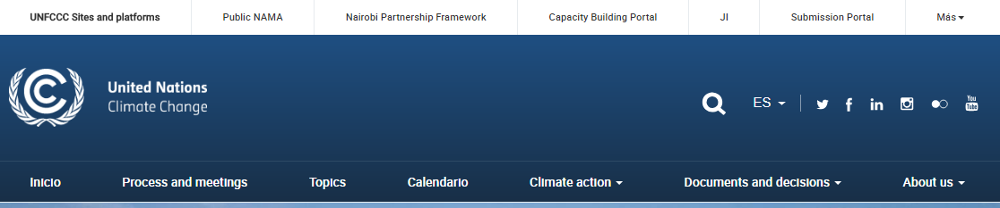 UNFCCC Sites and platforms Public NAMA Nairobi Partnership Framework Capacity Building Portal JI Submission Portal Más
United Nations
Climate Change
ES
You
Tube
Inicio Process and meetings Topics Calendario Climate action Documents and decisions About us